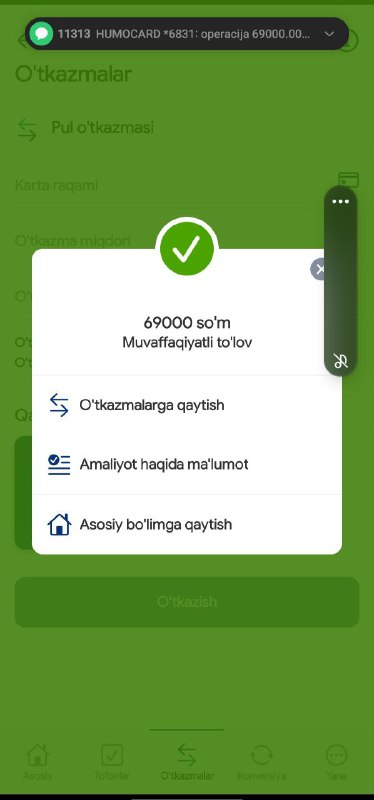 11313 HUMOCARD *6831: operacija 69000.00...
O'tkazmalar
Pul o'tkazmasi
Karta raqami
O'tkazma miqdori
69000 so'm
Muvaffaqiyatli to'lov
O'tkazmalarga qaytish
Amaliyot haqida ma'lumot
Asosiy bo'limga qaytish
O'tkazish
Asosiy To'lovlar O'tkazmalar Konversiya Yana